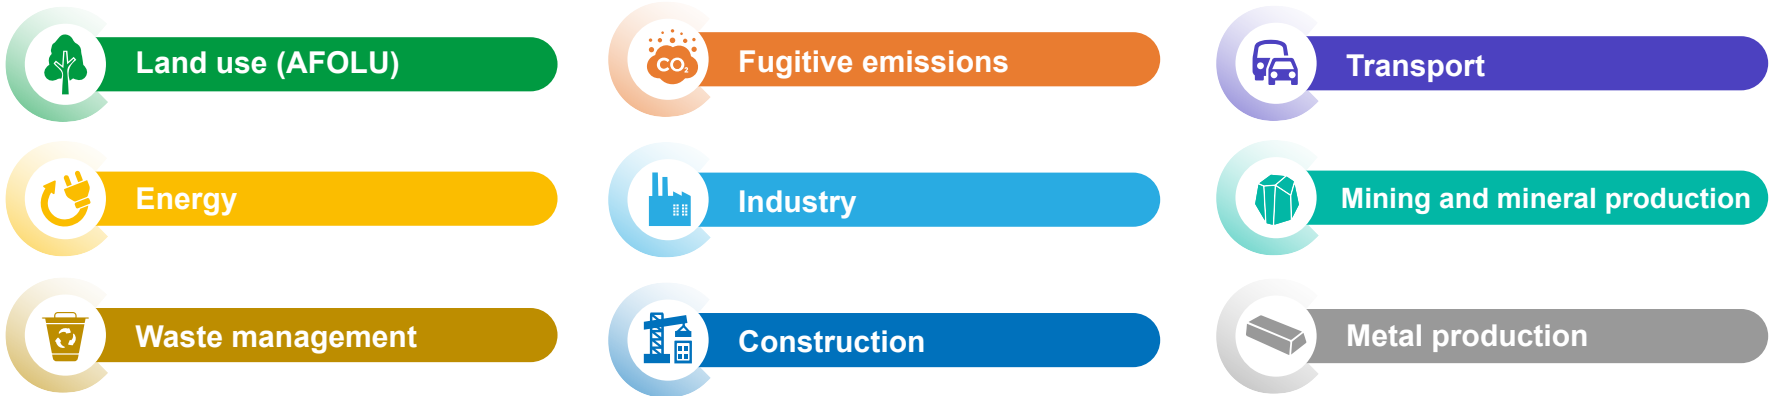 Land use (AFOLU)
CO₂
Fugitive emissions
Transport
Energy
Industry
Mining and mineral production
Waste management
Construction
Metal production